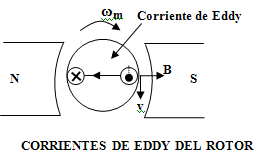 ωm
Corriente de Eddy
N
B
S
v
CORRIENTES DE EDDY DEL ROTOR